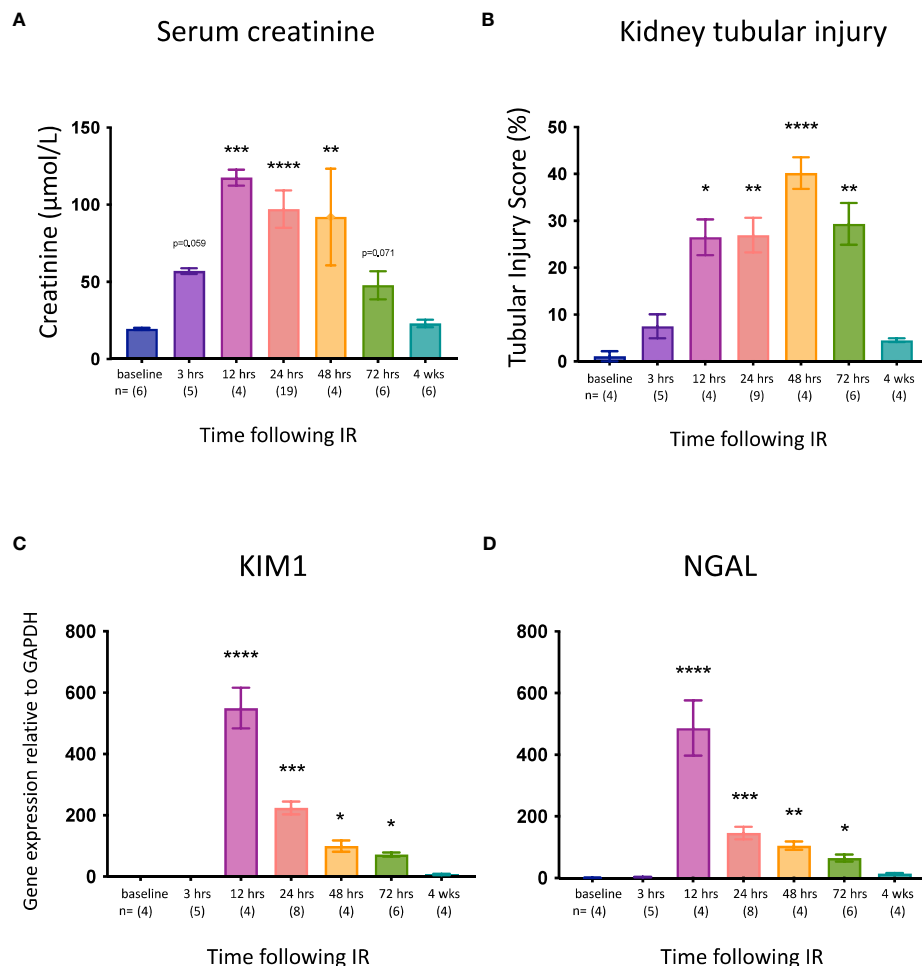 A
Serum creatinine
Creatinine (µmol/L)
150
100
50
0
***
****
**
p=0.059
p=0.071
baseline 3 hrs 12 hrs 24 hrs 48 hrs 72 hrs 4 wks
n= (6) (5) (4) (19) (4) (6) (6)
Time following IR
B
Kidney tubular injury
Tubular Injury Score (%)
50
40
30
20
10
0
*
**
****
**
baseline 3 hrs 12 hrs 24 hrs 48 hrs 72 hrs 4 wks
n= (4) (5) (4) (9) (4) (6) (4)
Time following IR
C
KIM1
Gene expression relative to GAPDH
800
600
400
200
0
****
***
*
*
baseline 3 hrs 12 hrs 24 hrs 48 hrs 72 hrs 4 wks
n= (4) (5) (4) (8) (4) (6) (4)
Time following IR
D
NGAL
800
600
400
200
0
****
***
**
*
baseline 3 hrs 12 hrs 24 hrs 48 hrs 72 hrs 4 wks
n= (4) (5) (4) (8) (4) (6) (4)
Time following IR